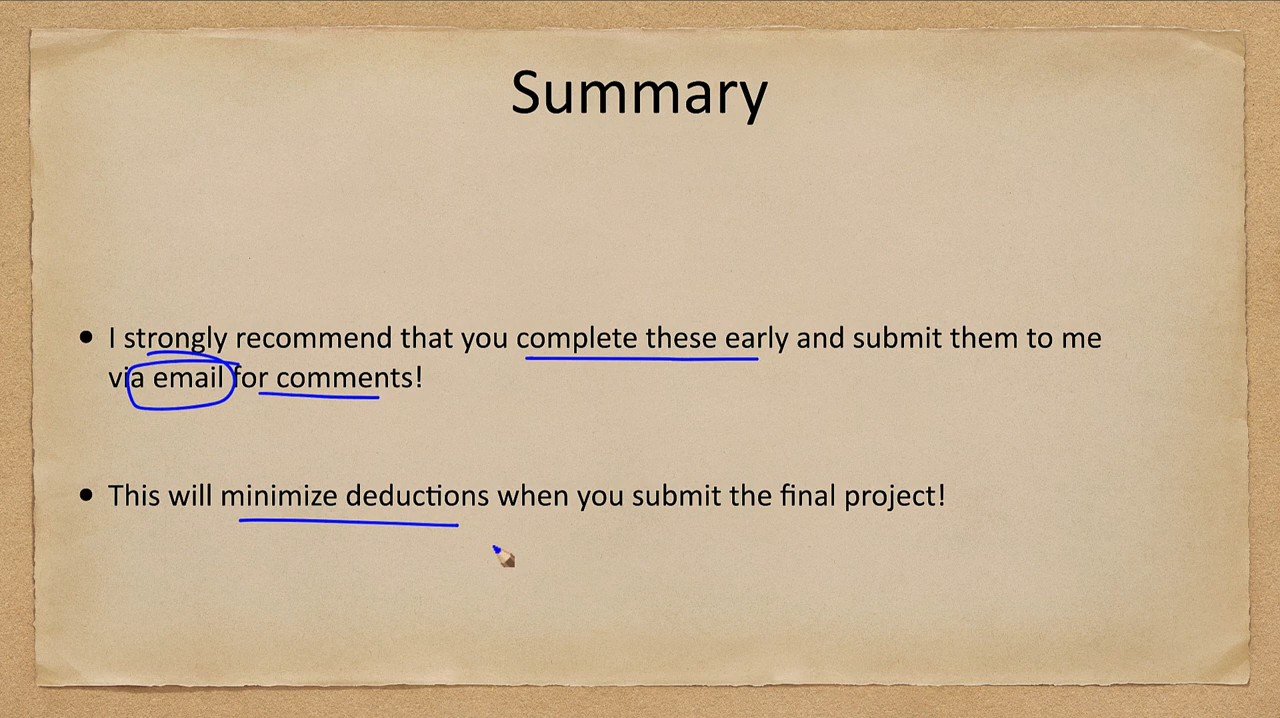 Summary
• I strongly recommend that you complete these early and submit them to me
via email for comments!
• This will minimize deductions when you submit the final project!